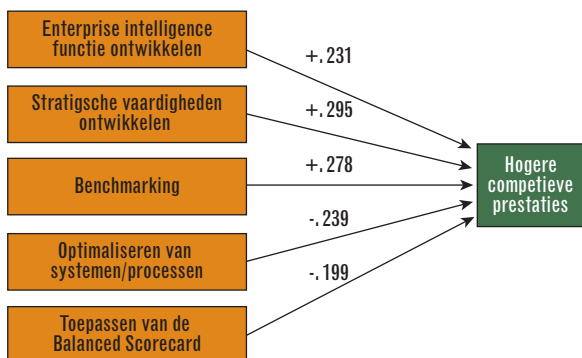 Enterprise intelligence
functie ontwikkelen
+.231
Stratigsche vaardigheden
ontwikkelen
+.295
Benchmarking
+.278
Optimaliseren van
systemen/processen
-.239
Toepassen van de
Balanced Scorecard
-.199
Hogere
competieve
prestaties